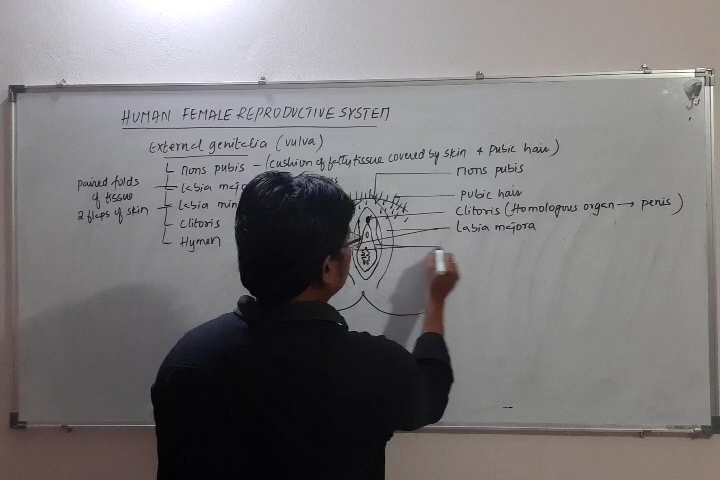 HUMAN FEMALE REPRODUCTIVE SYSTEM
External genitalia (vulva)
mons pubis - (cushion of fatty tissue covered by skin + pubic hair)
mons pubis
paired folds
of tissue
2 flaps of skin
Labia
Labia
Clitoris
Hymen
pubic hair
Clitoris (Homologous organ → penis)
Labia majora